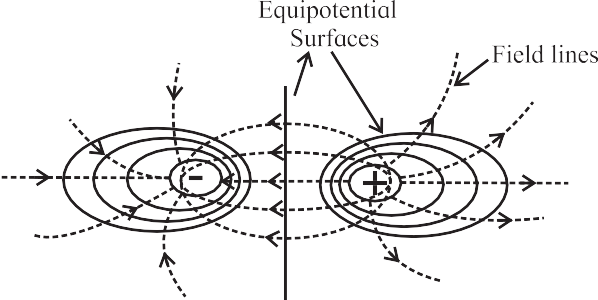 Equipotential
Surfaces
Field lines
-
+